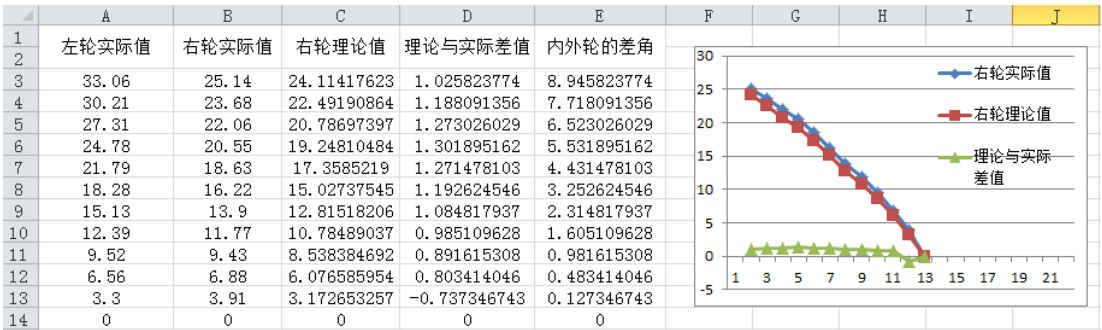 A B C D E F G H I J
1
2
左轮实际值 右轮实际值 右轮理论值 理论与实际差值 内外轮的差角
3 33.06 25.14 24.11417623 1.025823774 8.945823774
4 30.21 23.68 22.49190864 1.188091356 7.718091356
5 27.31 22.06 20.78697397 1.273026029 6.523026029
6 24.78 20.55 19.24810484 1.301895162 5.531895162
7 21.79 18.63 17.3585219 1.271478103 4.431478103
8 18.28 16.22 15.02737545 1.192624546 3.252624546
9 15.13 13.9 12.81518206 1.084817937 2.314817937
10 12.39 11.77 10.78489037 0.985109628 1.605109628
11 9.52 9.43 8.538384692 0.891615308 0.981615308
12 6.56 6.88 6.076585954 0.803414046 0.483414046
13 3.3 3.91 3.172653257 -0.737346743 0.127346743
14 0 0 0 0
30
25
20
15
10
5
0
-5
1 3 5 7 9 11 13 15 17 19 21
右轮实际值
右轮理论值
理论与实际
差值